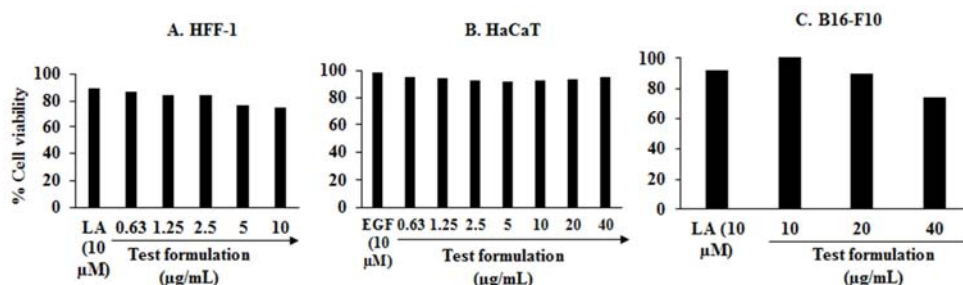 A. HFF-1
% Cell viability
100
80
60
40
20
0
LA (10 µM)
0.63 1.25 2.5 5 10
Test formulation
(µg/mL)
B. HaCaT
100
80
60
40
20
0
EGF (10 µM)
0.63 1.25 2.5 5 10 20 40
Test formulation
(µg/mL)
C. B16-F10
100
80
60
40
20
0
LA (10 µM)
10 20 40
Test formulation
(µg/mL)